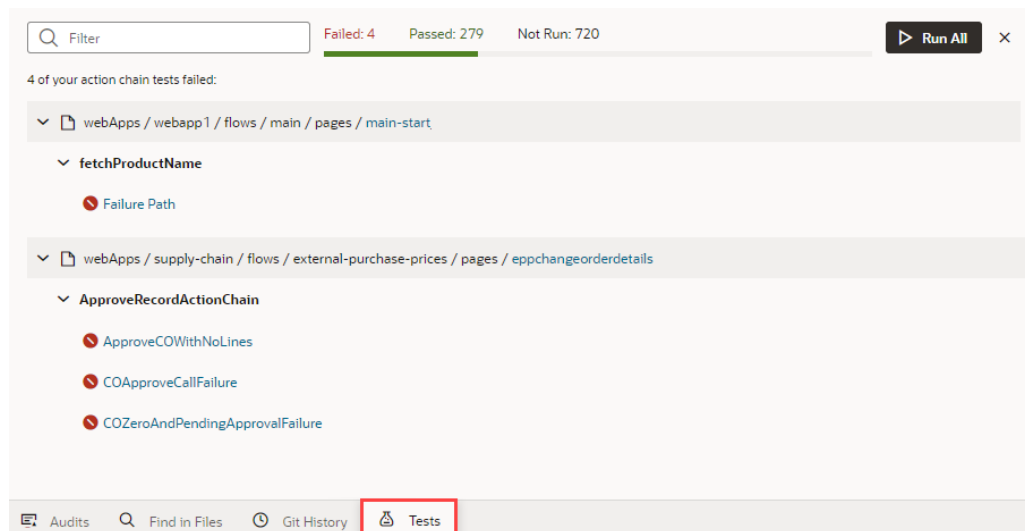 Filter Failed: 4 Passed: 279 Not Run: 720 Run All
4 of your action chain tests failed:
webApps / webapp1 / flows / main / pages / main-start
fetchProductName
Failure Path
webApps / supply-chain / flows / external-purchase-prices / pages / eppchangeorderdetails
ApproveRecordActionChain
ApproveCOWithNoLines
COApproveCallFailure
COZeroAndPendingApprovalFailure
Audits Find in Files Git History Tests